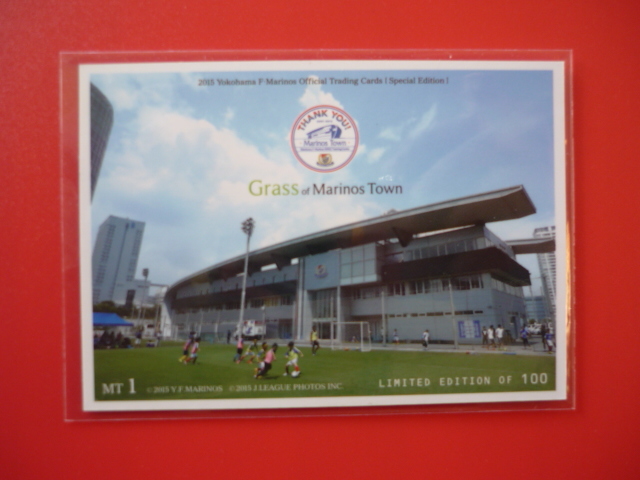 2015 Yokohama F·Marinos Official Trading Cards [ Special Edition ]
THANK YOU!
Marinos Town
Grass of Marinos Town
MT 1 ©2015 Y.F MARINOS ©2015 J.LEAGUE PHOTOS INC.
LIMITED EDITION OF 100